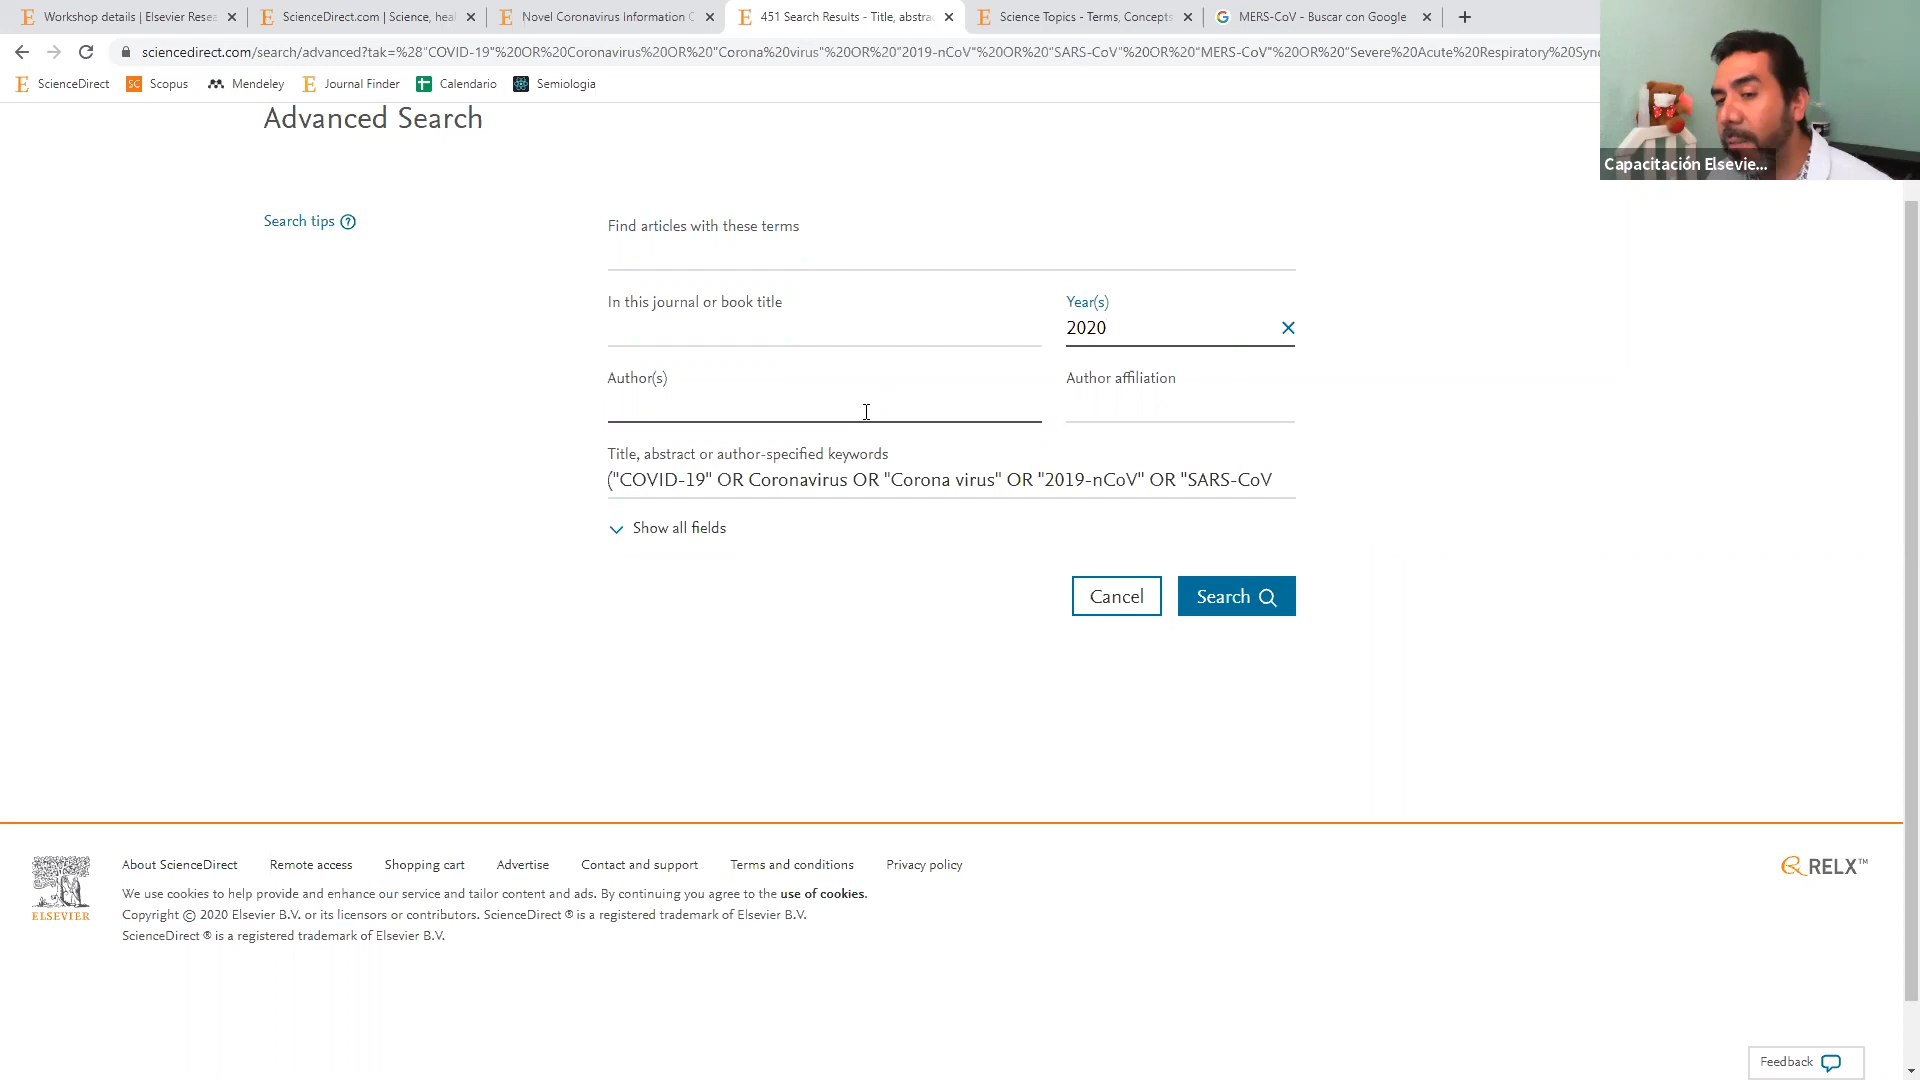 Workshop details | Elsevier Resea
ScienceDirect.com | Science, heal
Novel Coronavirus Information C
451 Search Results - Title, abstrac
Science Topics - Terms, Concepts
MERS-CoV - Buscar con Google
sciencedirect.com/search/advanced?tak=%28"COVID-19"%20OR%20Coronavirus%20OR%20"Corona%20virus"%20OR%20"2019-nCoV"%20OR%20"SARS-CoV"%20OR%20"MERS-CoV"%20OR%20"Severe%20Acute%20Respiratory%20Sync
ScienceDirect
SC Scopus
Mendeley
Journal Finder
Calendario
Semiologia
Capacitación Elsevie...
Advanced Search
Search tips ?
Find articles with these terms
In this journal or book title
Year(s)
2020
Author(s)
Author affiliation
Title, abstract or author-specified keywords
("COVID-19" OR Coronavirus OR "Corona virus" OR "2019-nCoV" OR "SARS-CoV
Show all fields
Cancel
Search
ELSEVIER
About ScienceDirect
Remote access
Shopping cart
Advertise
Contact and support
Terms and conditions
Privacy policy
RELX™
We use cookies to help provide and enhance our service and tailor content and ads. By continuing you agree to the use of cookies.
Copyright © 2020 Elsevier B.V. or its licensors or contributors. ScienceDirect ® is a registered trademark of Elsevier B.V.
ScienceDirect ® is a registered trademark of Elsevier B.V.
Feedback